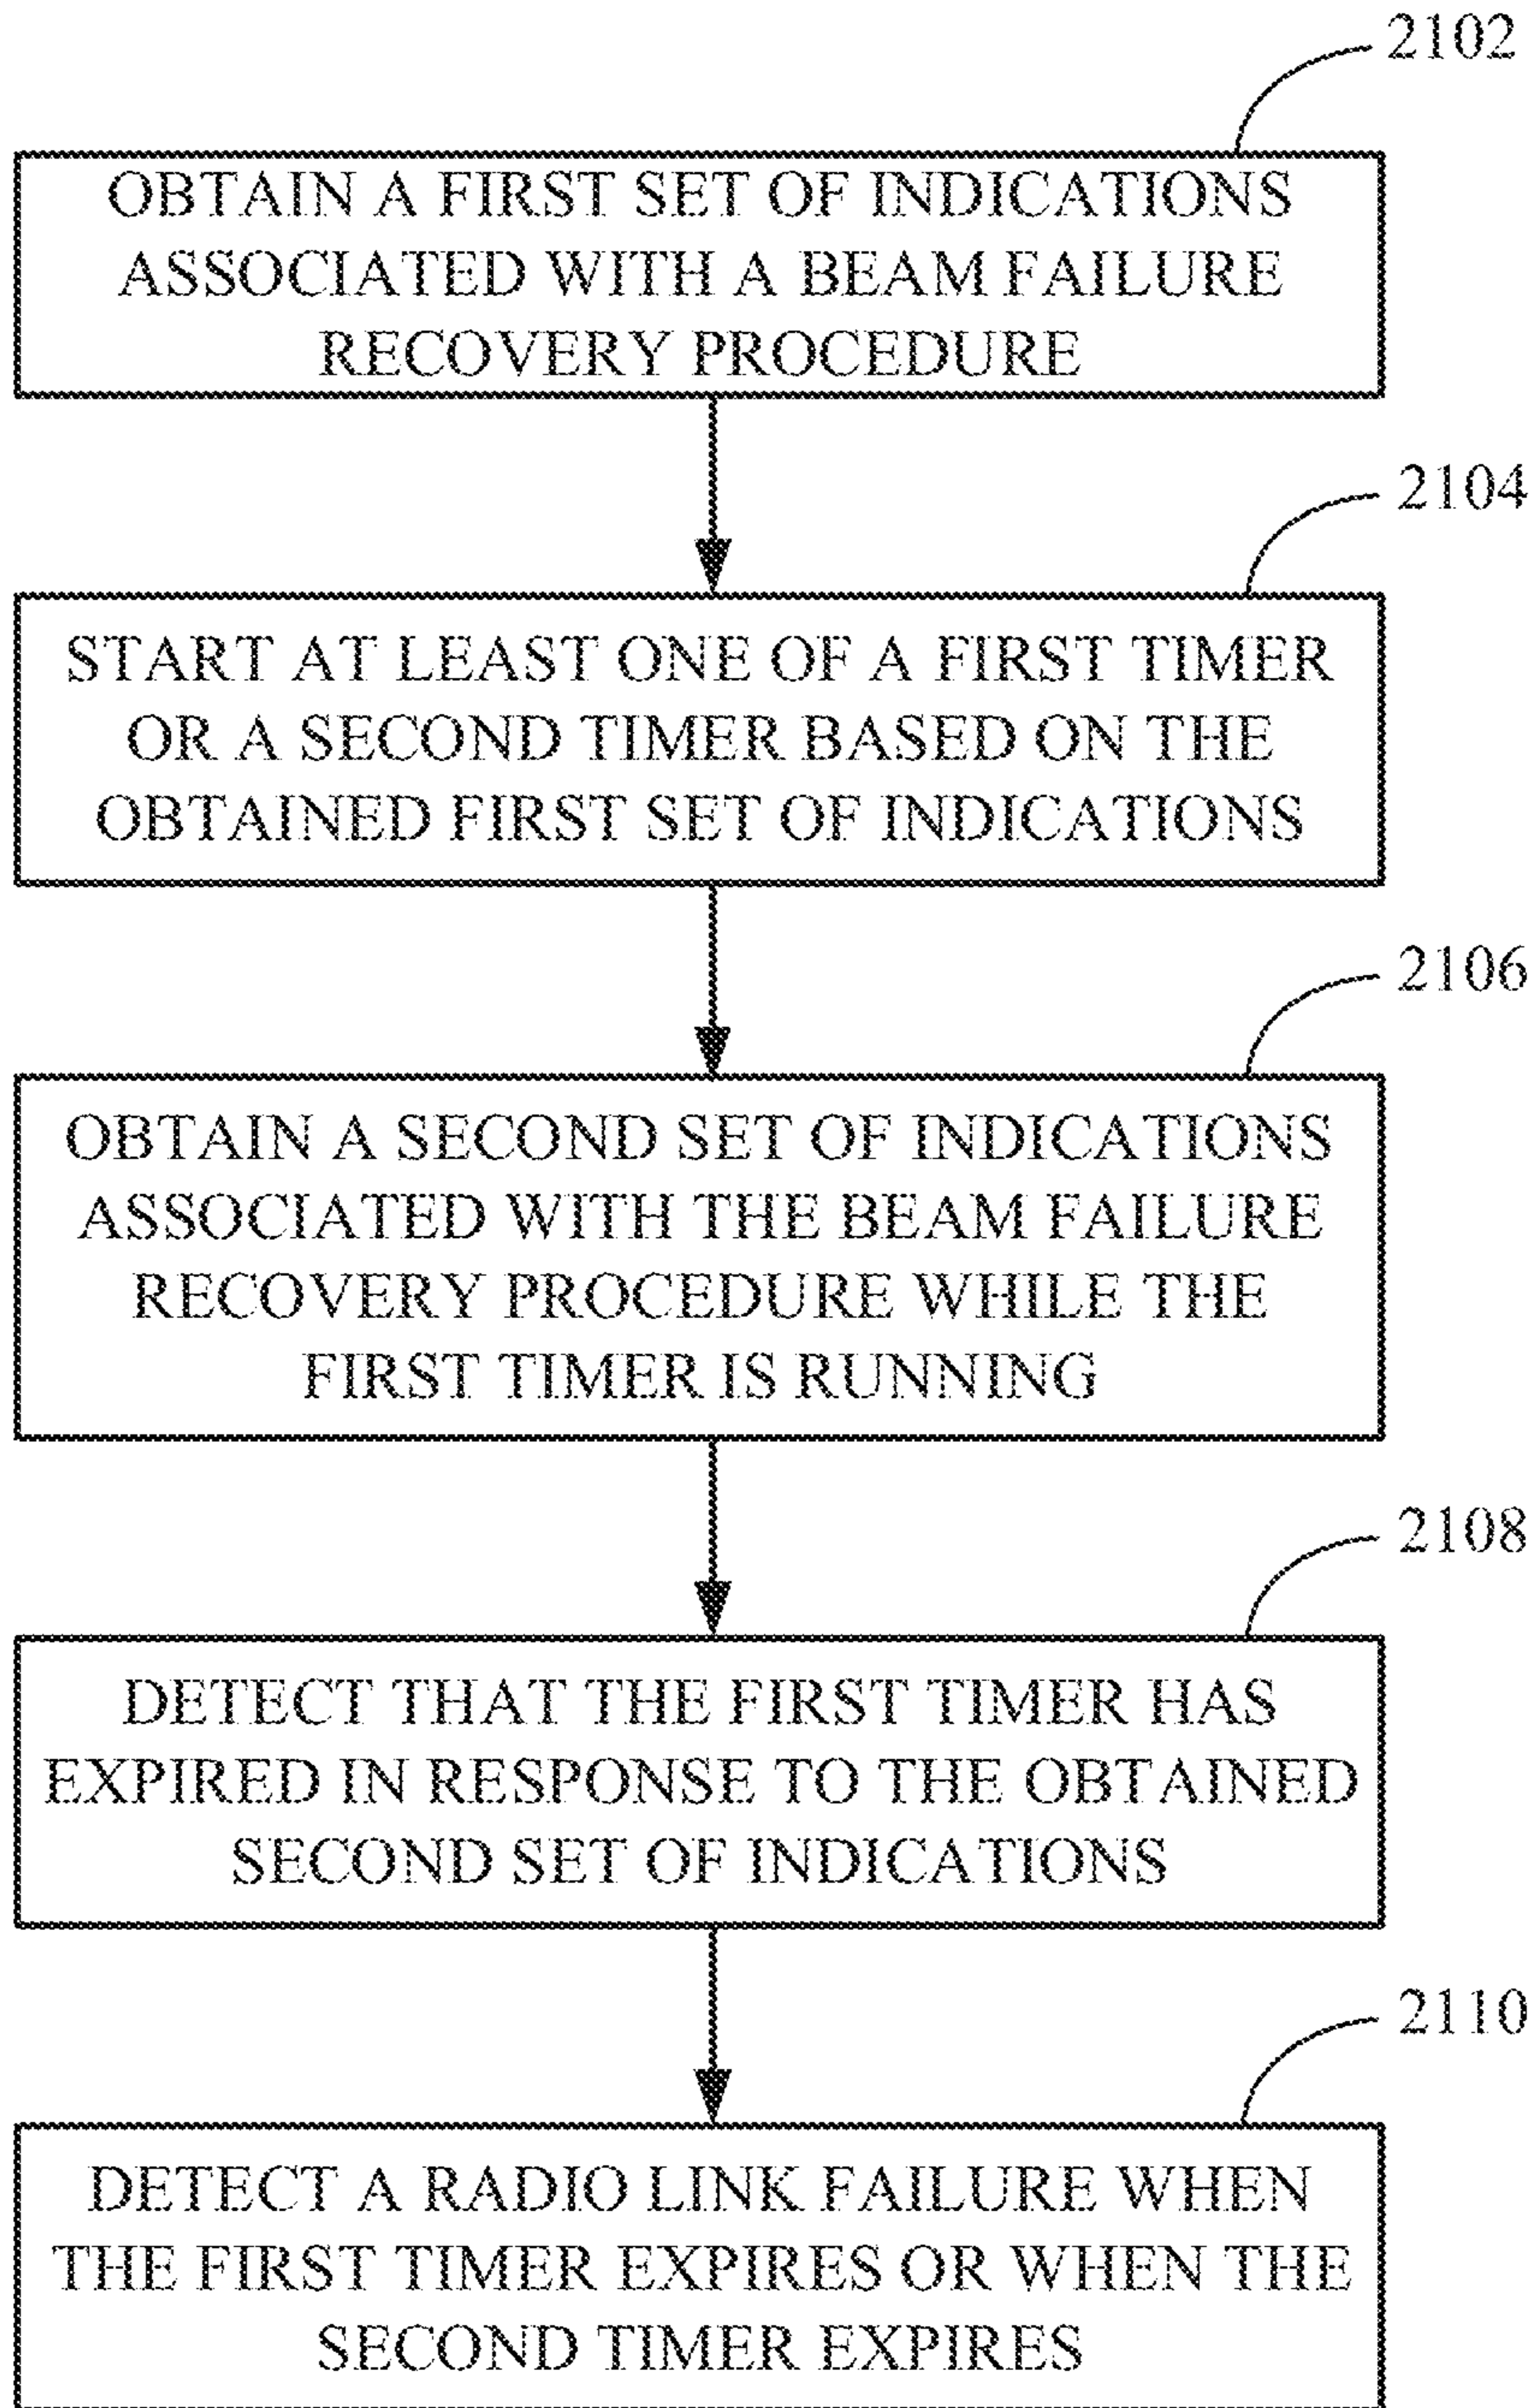 2102
OBTAIN A FIRST SET OF INDICATIONS
ASSOCIATED WITH A BEAM FAILURE
RECOVERY PROCEDURE
2104
START AT LEAST ONE OF A FIRST TIMER
OR A SECOND TIMER BASED ON THE
OBTAINED FIRST SET OF INDICATIONS
2106
OBTAIN A SECOND SET OF INDICATIONS
ASSOCIATED WITH THE BEAM FAILURE
RECOVERY PROCEDURE WHILE THE
FIRST TIMER IS RUNNING
2108
DETECT THAT THE FIRST TIMER HAS
EXPIRED IN RESPONSE TO THE OBTAINED
SECOND SET OF INDICATIONS
2110
DETECT A RADIO LINK FAILURE WHEN
THE FIRST TIMER EXPIRES OR WHEN THE
SECOND TIMER EXPIRES